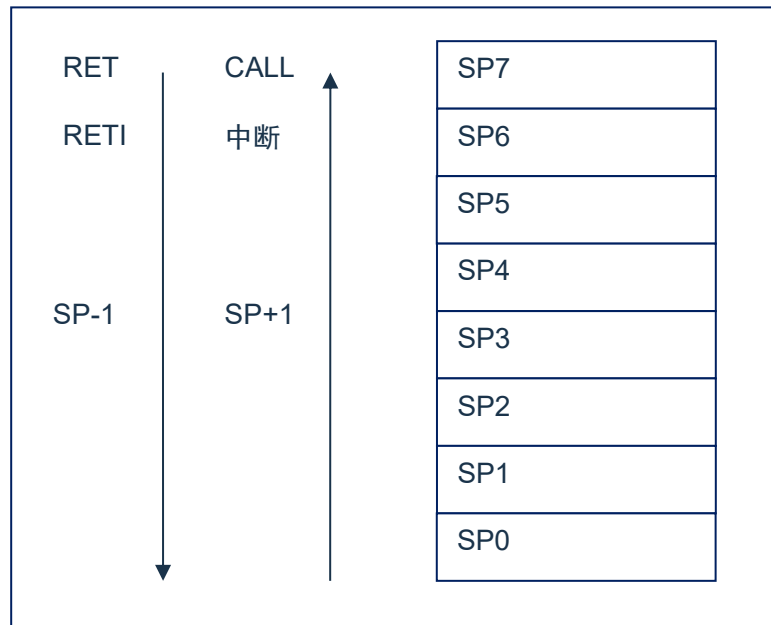 RET CALL SP7
RETI 中断 SP6
SP5
SP4
SP-1 SP+1 SP3
SP2
SP1
SP0